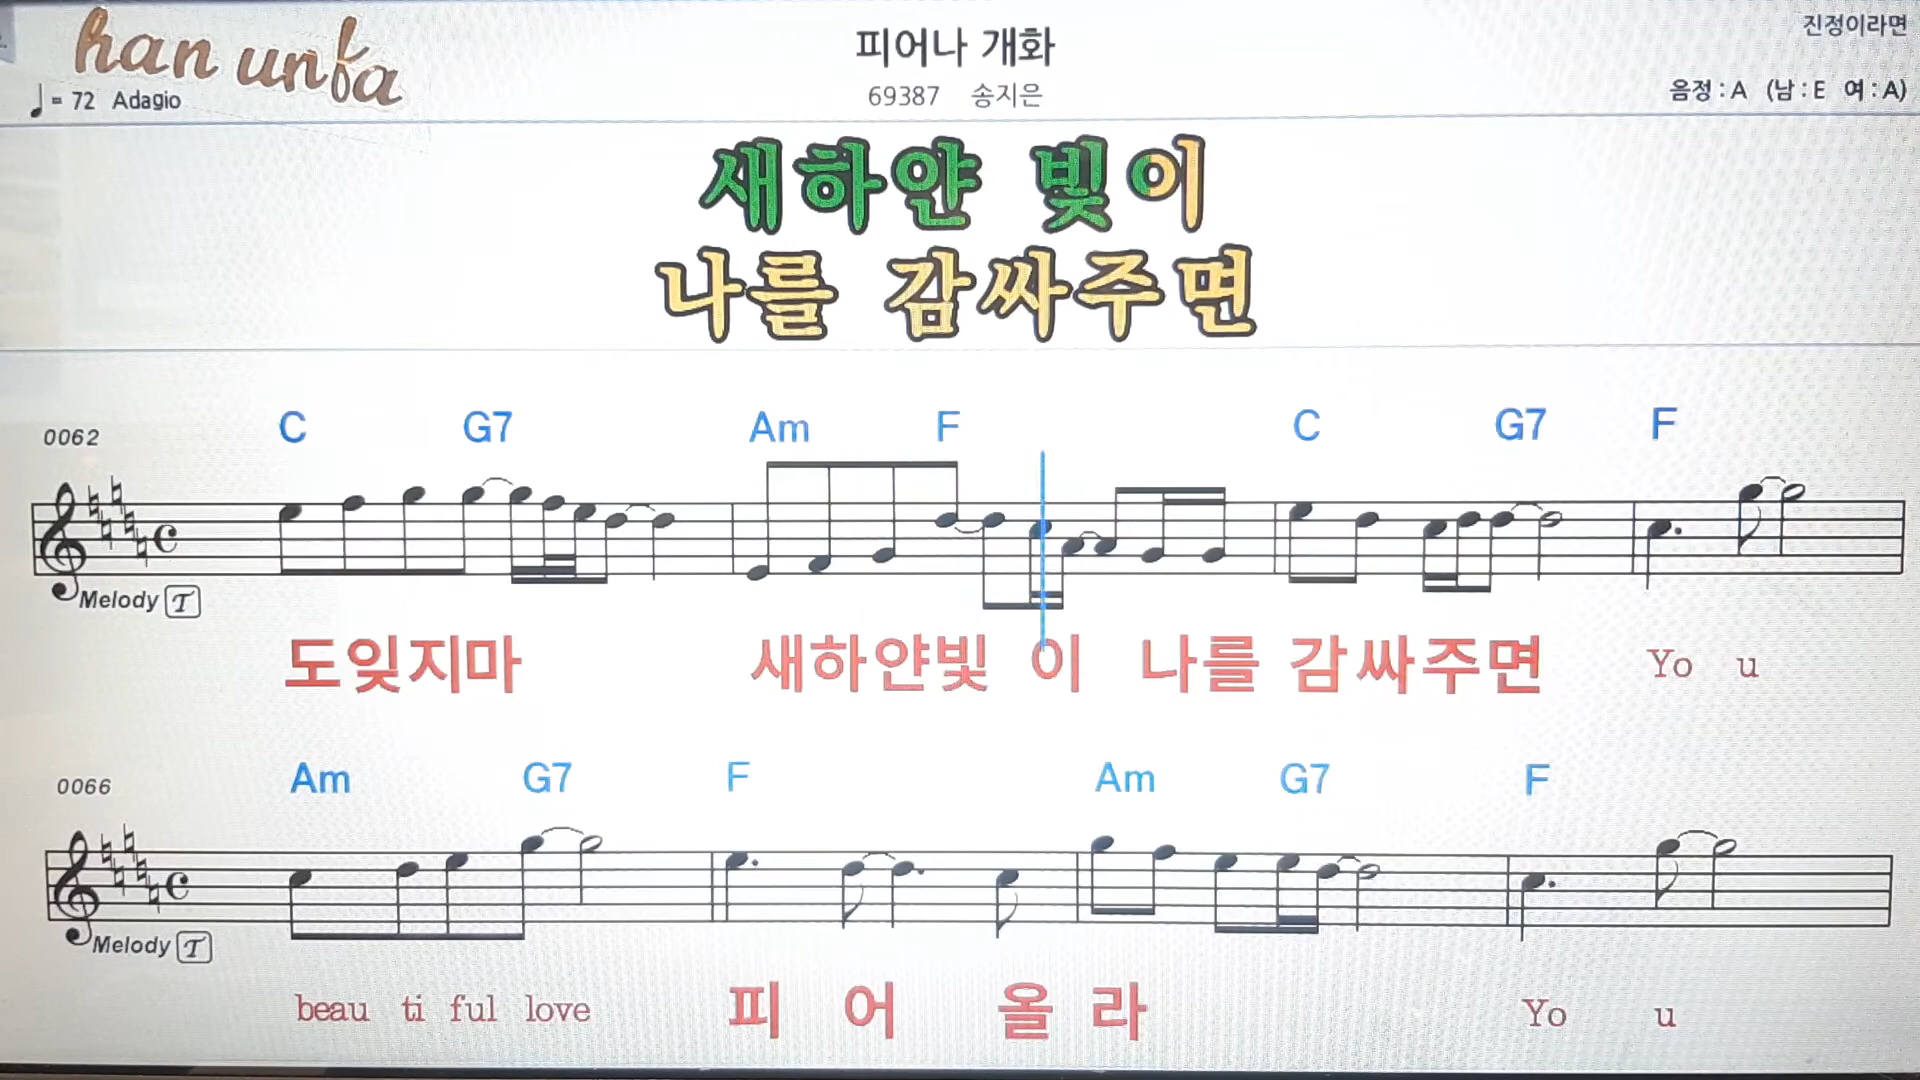 han unfa
피어나 개화
진정이라면
♩= 72 Adagio
69387 송지은
음정 : A (남 : E 여 : A)
새하얀 빛이
나를 감싸주면
C G7 Am F C G7 F
0062
Melody T
도잊지마 새하얀빛 이 나를 감싸주면 Yo u
Am G7 F Am G7 F
0066
Melody T
beau ti ful love 피 어 올 라 Yo u